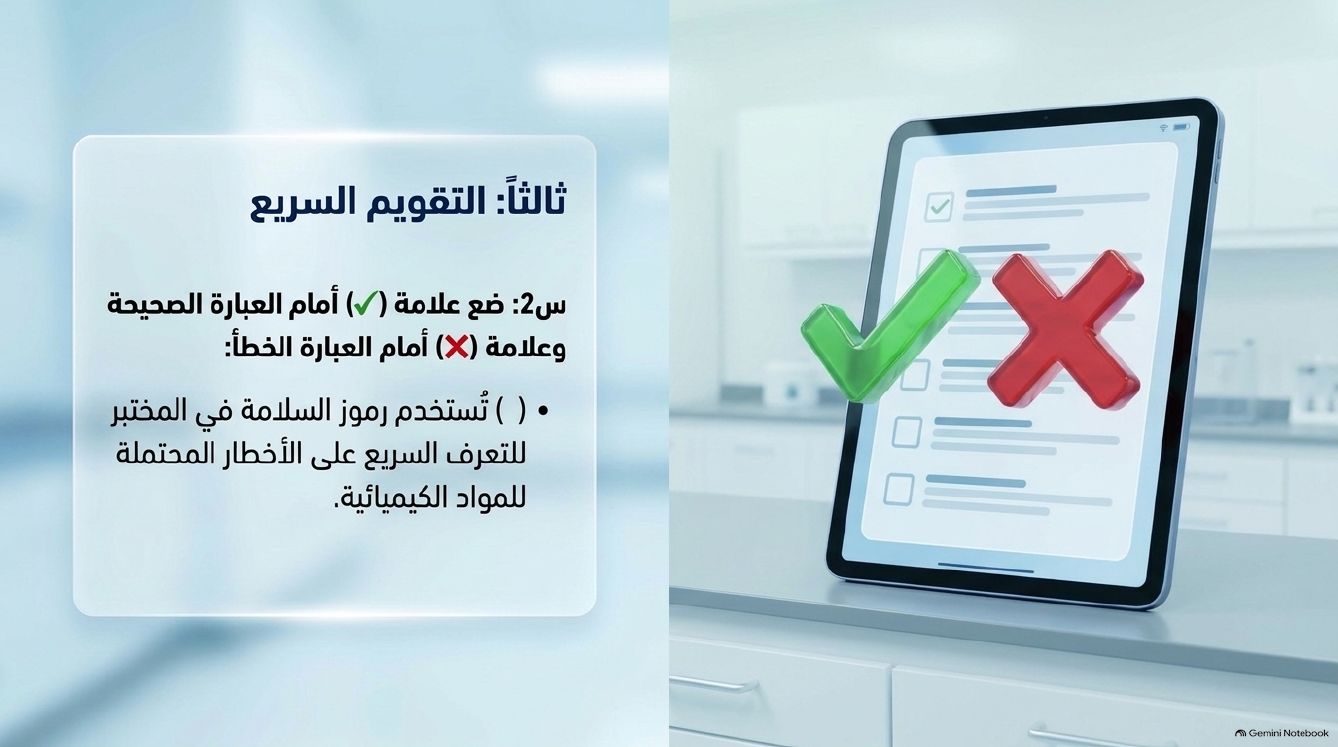 ثالثاً: التقويم السريع
س2: ضع علامة (✓) أمام العبارة الصحيحة
وعلامة (❌) أمام العبارة الخطأ:
• ( ) تُستخدم رموز السلامة في المختبر
للتعرف السريع على الأخطار المحتملة
للمواد الكيميائية.
Gemini Notebook